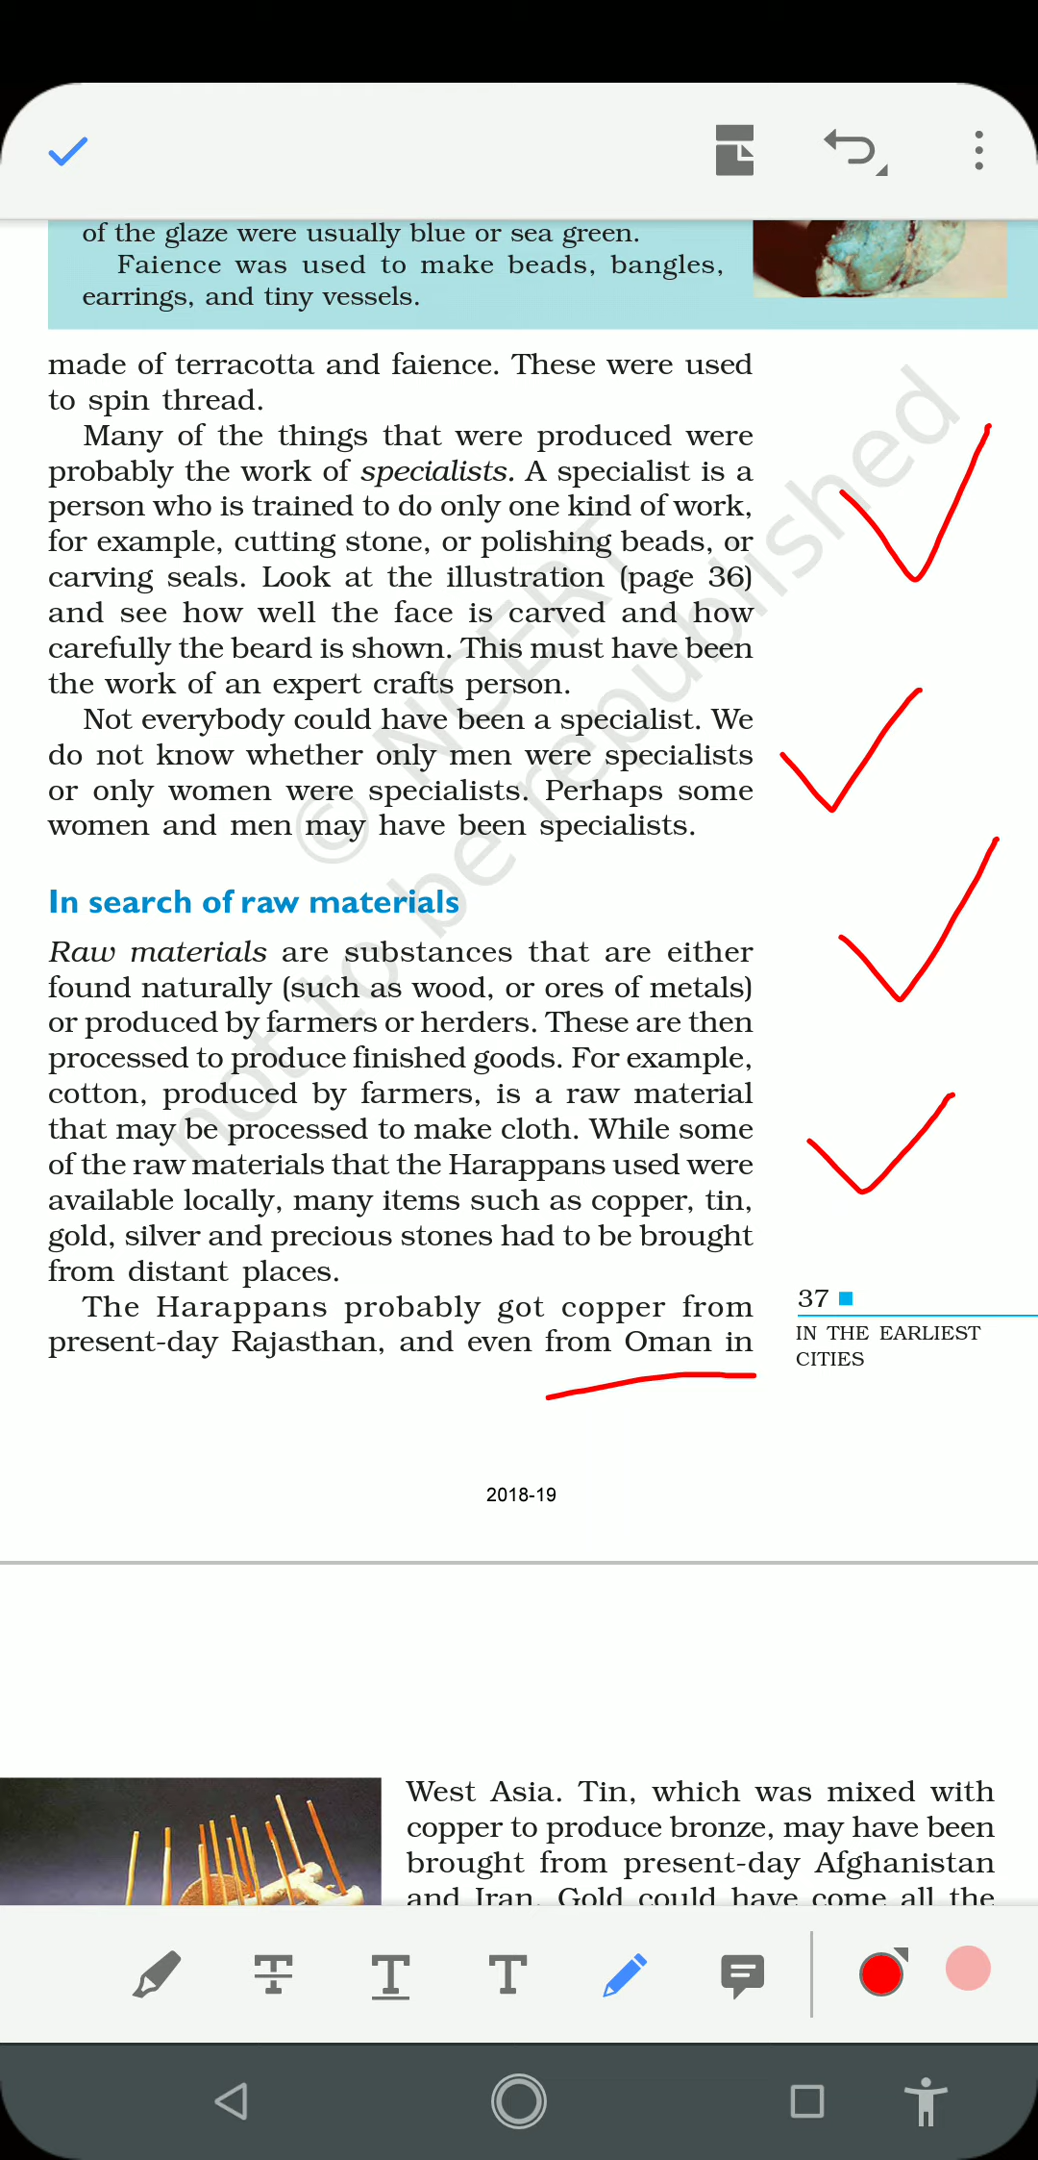 of the glaze were usually blue or sea green.
Faience was used to make beads, bangles,
earrings, and tiny vessels.
made of terracotta and faience. These were used
to spin thread.
Many of the things that were produced were
probably the work of specialists. A specialist is a
person who is trained to do only one kind of work,
for example, cutting stone, or polishing beads, or
carving seals. Look at the illustration (page 36)
and see how well the face is carved and how
carefully the beard is shown. This must have been
the work of an expert crafts person.
Not everybody could have been a specialist. We
do not know whether only men were specialists
or only women were specialists. Perhaps some
women and men may have been specialists.
In search of raw materials
Raw materials are substances that are either
found naturally (such as wood, or ores of metals)
or produced by farmers or herders. These are then
processed to produce finished goods. For example,
cotton, produced by farmers, is a raw material
that may be processed to make cloth. While some
of the raw materials that the Harappans used were
available locally, many items such as copper, tin,
gold, silver and precious stones had to be brought
from distant places.
The Harappans probably got copper from
present-day Rajasthan, and even from Oman in
37
IN THE EARLIEST
CITIES
© NCERT
not to be republished
2018-19
West Asia. Tin, which was mixed with
copper to produce bronze, may have been
brought from present-day Afghanistan
and Iran. Gold could have come all the